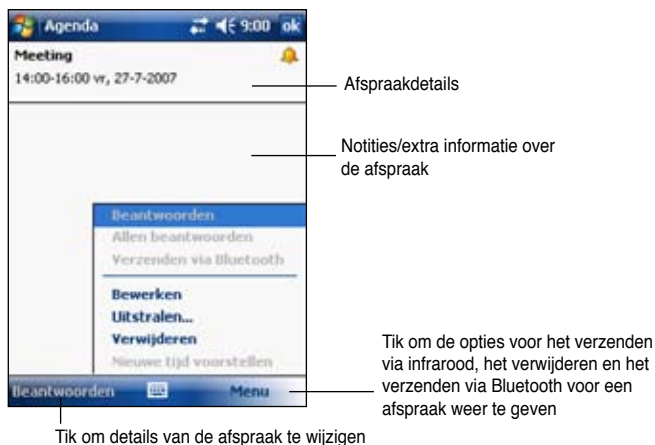 Agenda 9:00 ok
Meeting
14:00-16:00 vr, 27-7-2007
Afspraakdetails
Notities/extra informatie over
de afspraak
Beantwoorden
Allen beantwoorden
Verzenden via Bluetooth
Bewerken
Uitstralen...
Verwijderen
Nieuwe tijd voorstellen
Beantwoorden Menu
Tik om de opties voor het verzenden
via infrarood, het verwijderen en het
verzenden via Bluetooth voor een
afspraak weer te geven
Tik om details van de afspraak te wijzigen